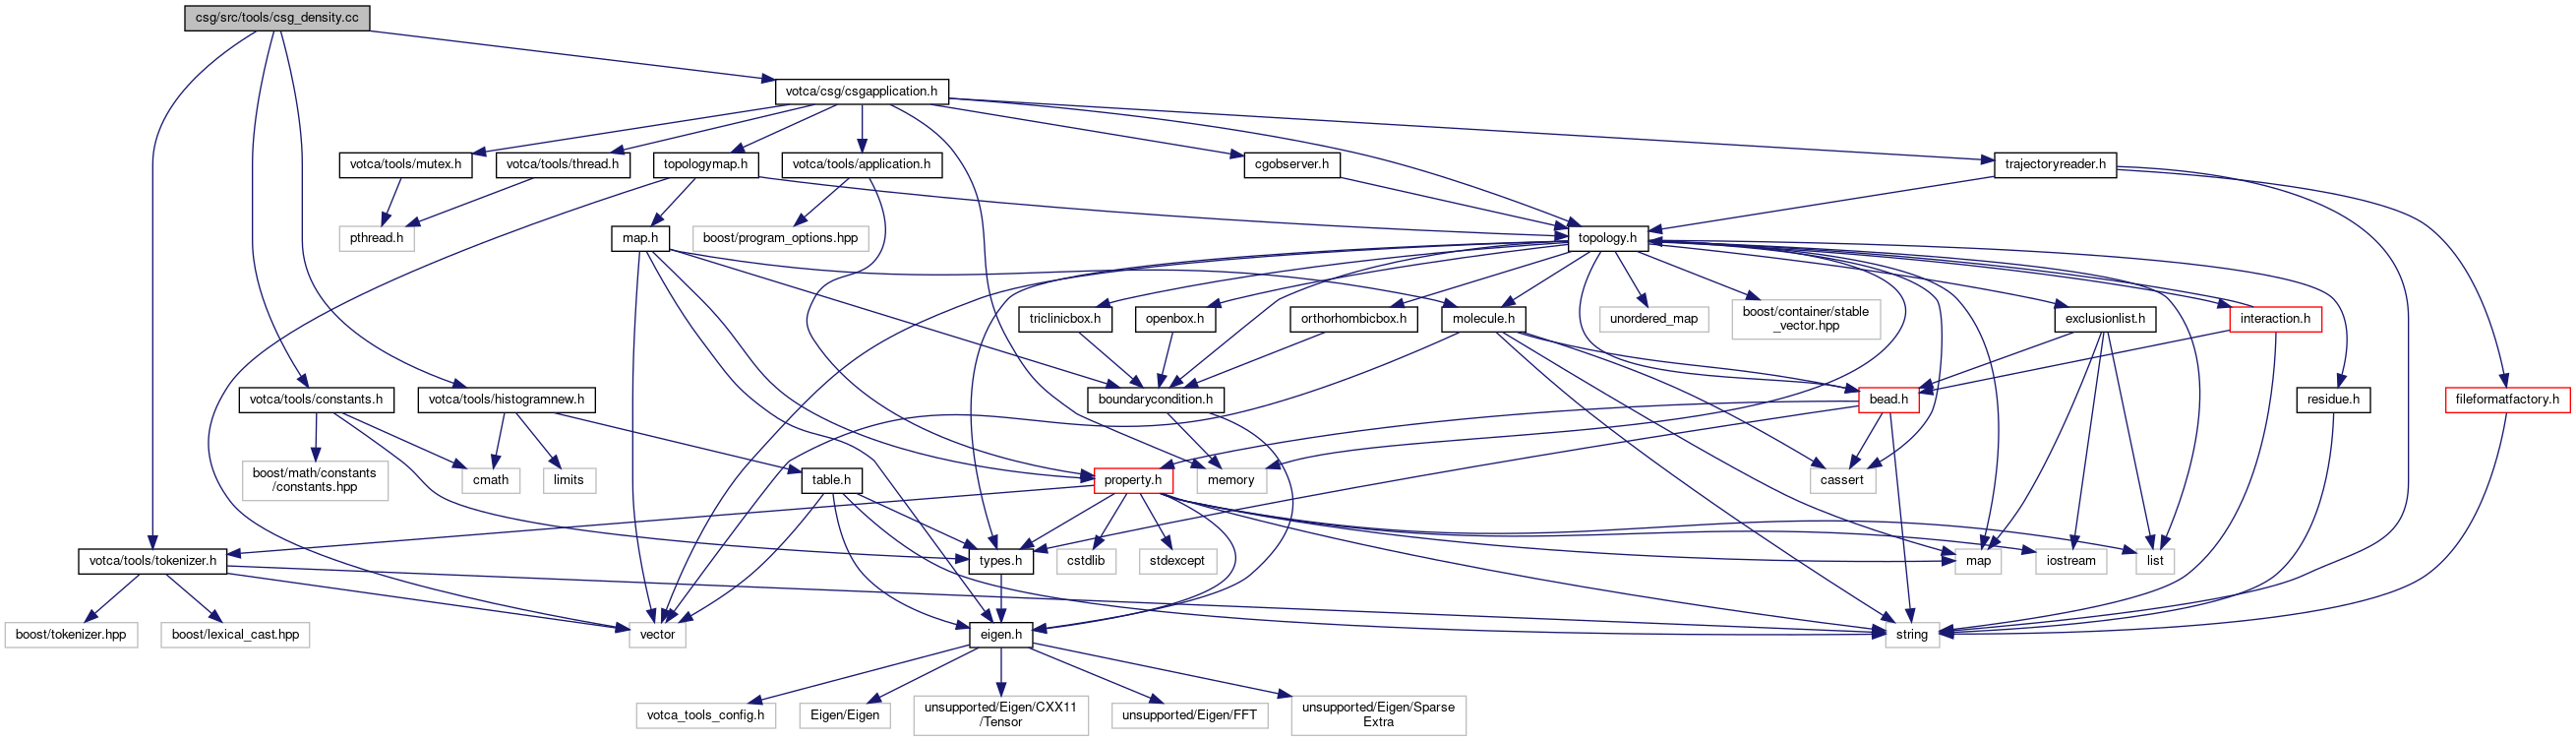 csg/src/tools/csg_density.cc
votca/csg/csgapplication.h
votca/tools/mutex.h
votca/tools/thread.h
topologymap.h
votca/tools/application.h
cgobserver.h
trajectoryreader.h
pthread.h
map.h
boost/program_options.hpp
topology.h
triclinicbox.h
openbox.h
orthorhombicbox.h
molecule.h
unordered_map
boost/container/stable
_vector.hpp
exclusionlist.h
interaction.h
votca/tools/constants.h
votca/tools/histogramnew.h
boundarycondition.h
bead.h
residue.h
fileformatfactory.h
boost/math/constants
/constants.hpp
cmath
limits
table.h
property.h
memory
cassert
votca/tools/tokenizer.h
types.h
cstdlib
stdexcept
map
iostream
list
boost/tokenizer.hpp
boost/lexical_cast.hpp
vector
eigen.h
string
votca_tools_config.h
Eigen/Eigen
unsupported/Eigen/CXX11
/Tensor
unsupported/Eigen/FFT
unsupported/Eigen/Sparse
Extra